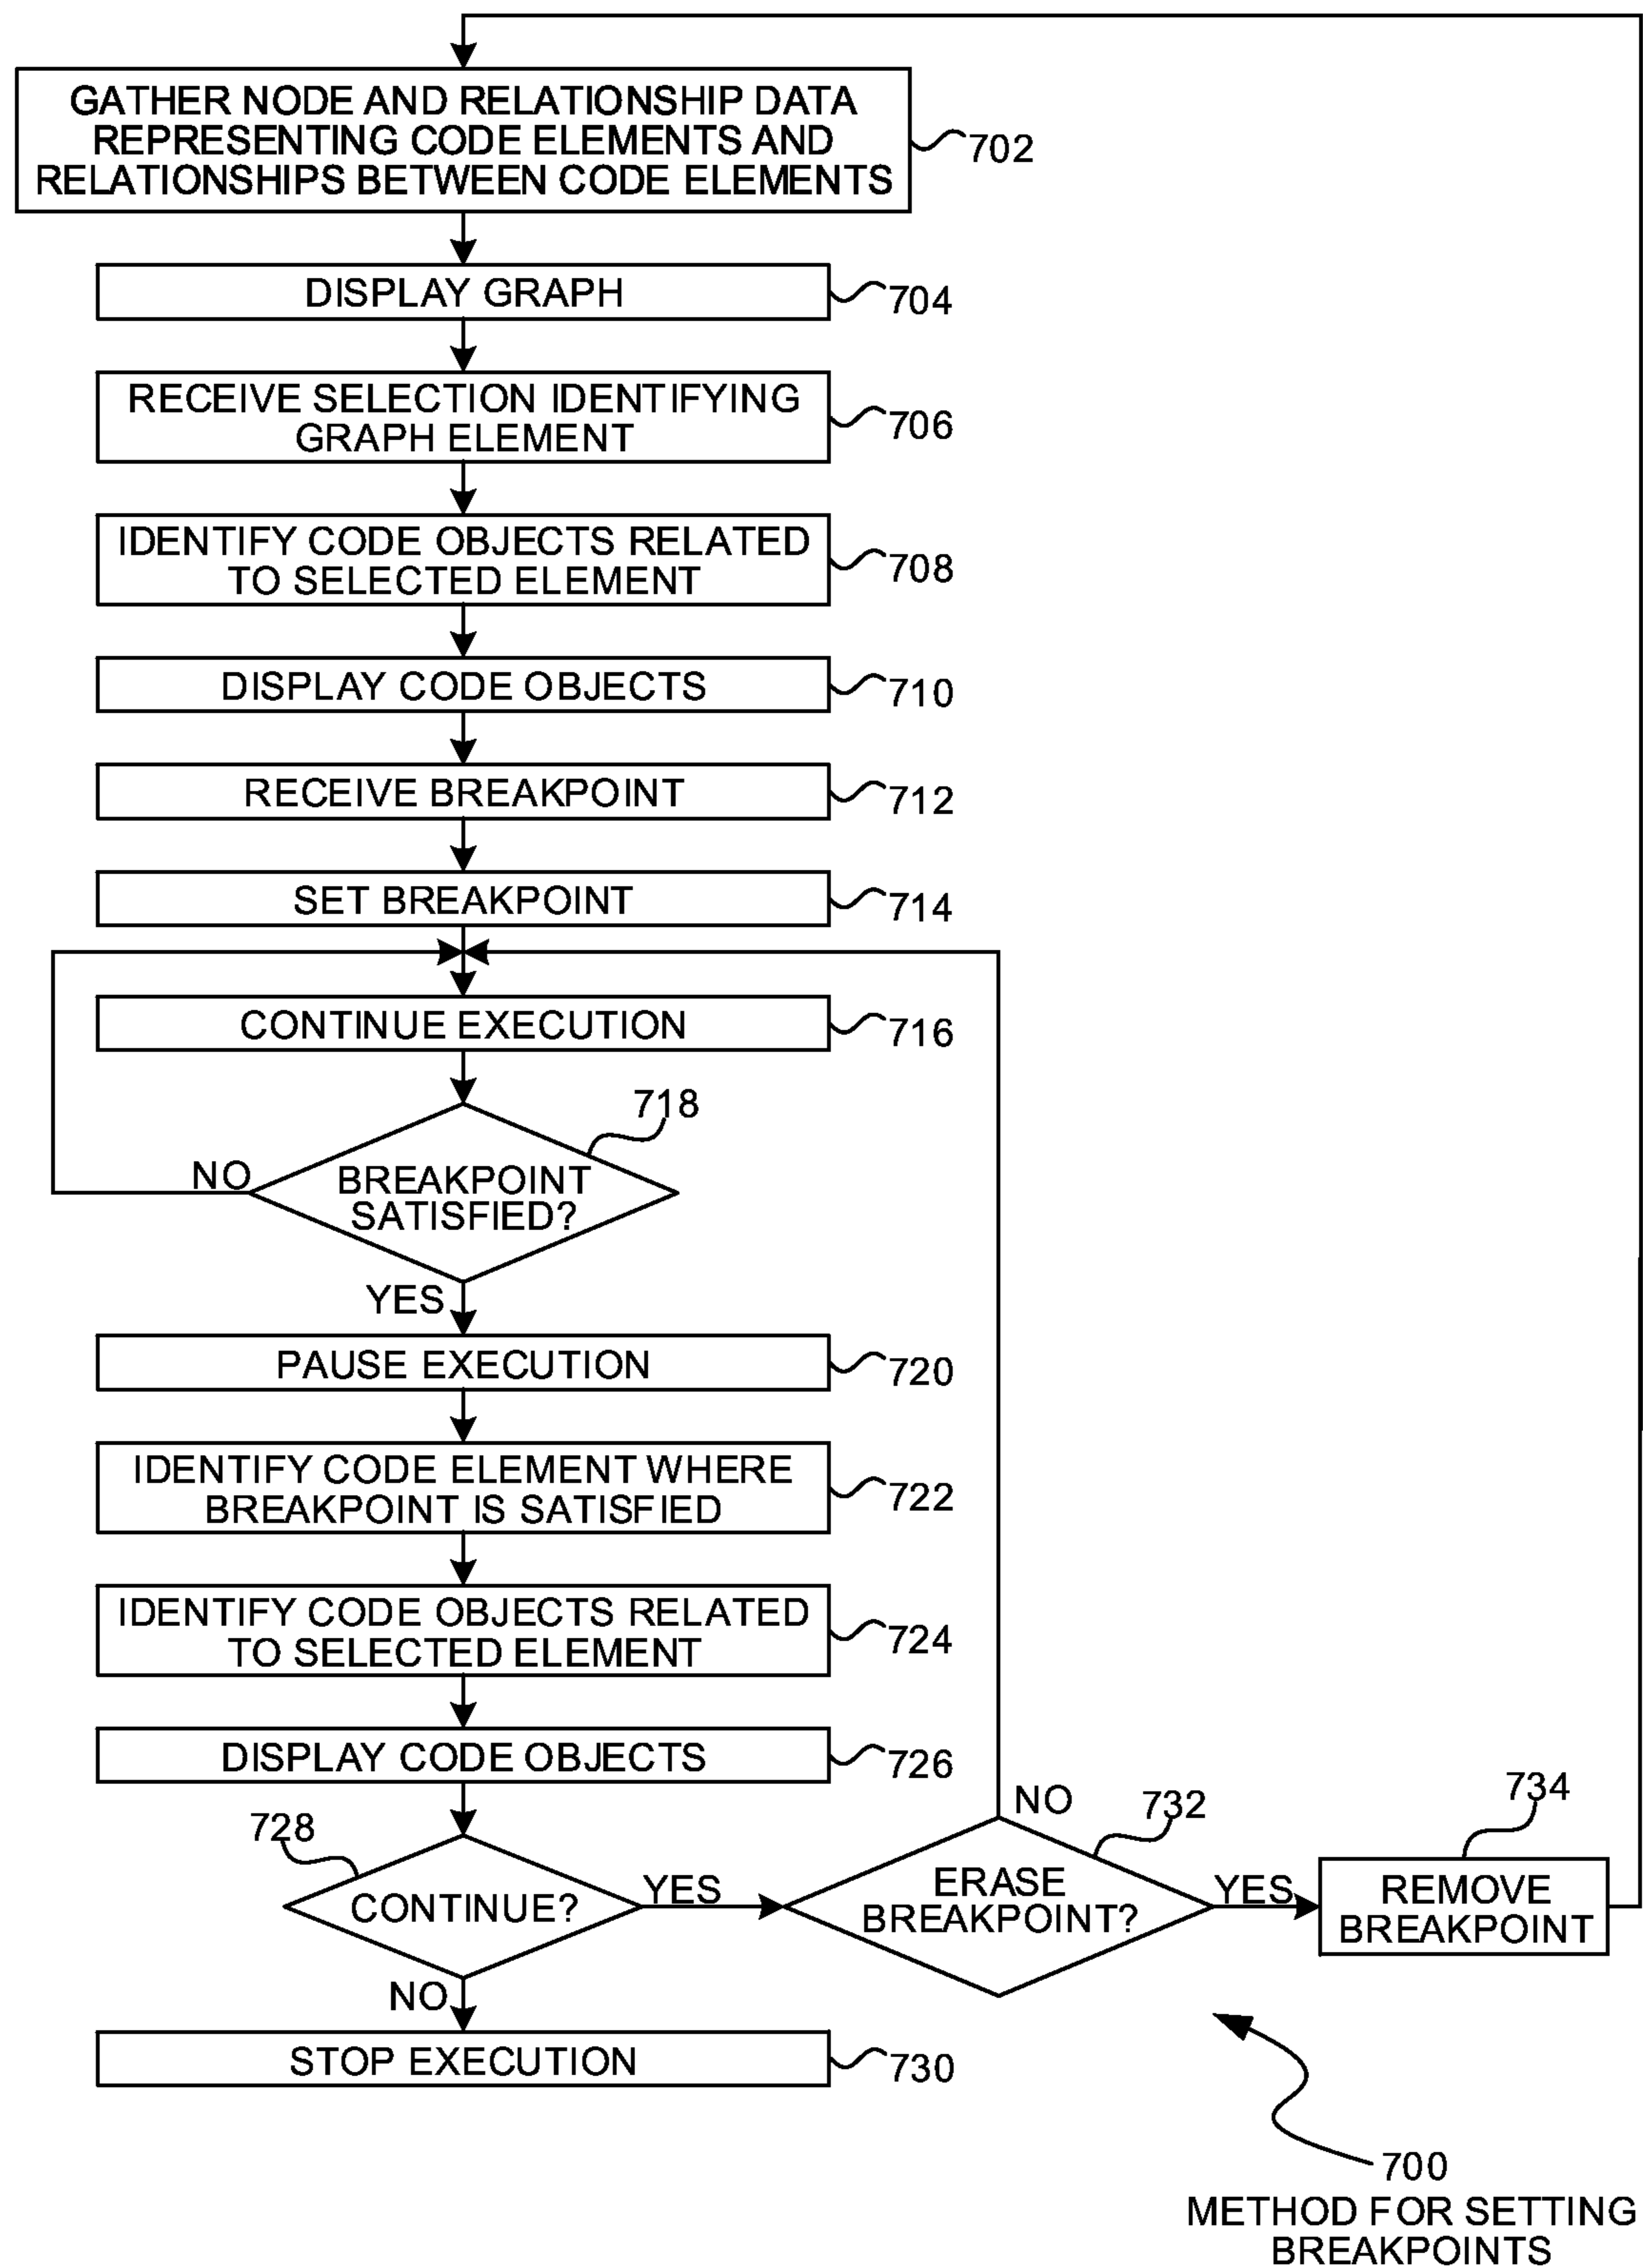 GATHER NODE AND RELATIONSHIP DATA
REPRESENTING CODE ELEMENTS AND
RELATIONSHIPS BETWEEN CODE ELEMENTS
702
DISPLAY GRAPH
704
RECEIVE SELECTION IDENTIFYING
GRAPH ELEMENT
706
IDENTIFY CODE OBJECTS RELATED
TO SELECTED ELEMENT
708
DISPLAY CODE OBJECTS
710
RECEIVE BREAKPOINT
712
SET BREAKPOINT
714
CONTINUE EXECUTION
716
718
NO
BREAKPOINT
SATISFIED?
YES
PAUSE EXECUTION
720
IDENTIFY CODE ELEMENT WHERE
BREAKPOINT IS SATISFIED
722
IDENTIFY CODE OBJECTS RELATED
TO SELECTED ELEMENT
724
DISPLAY CODE OBJECTS
726
728
CONTINUE?
YES
NO
732
ERASE
BREAKPOINT?
YES
734
REMOVE
BREAKPOINT
NO
STOP EXECUTION
730
700
METHOD FOR SETTING
BREAKPOINTS